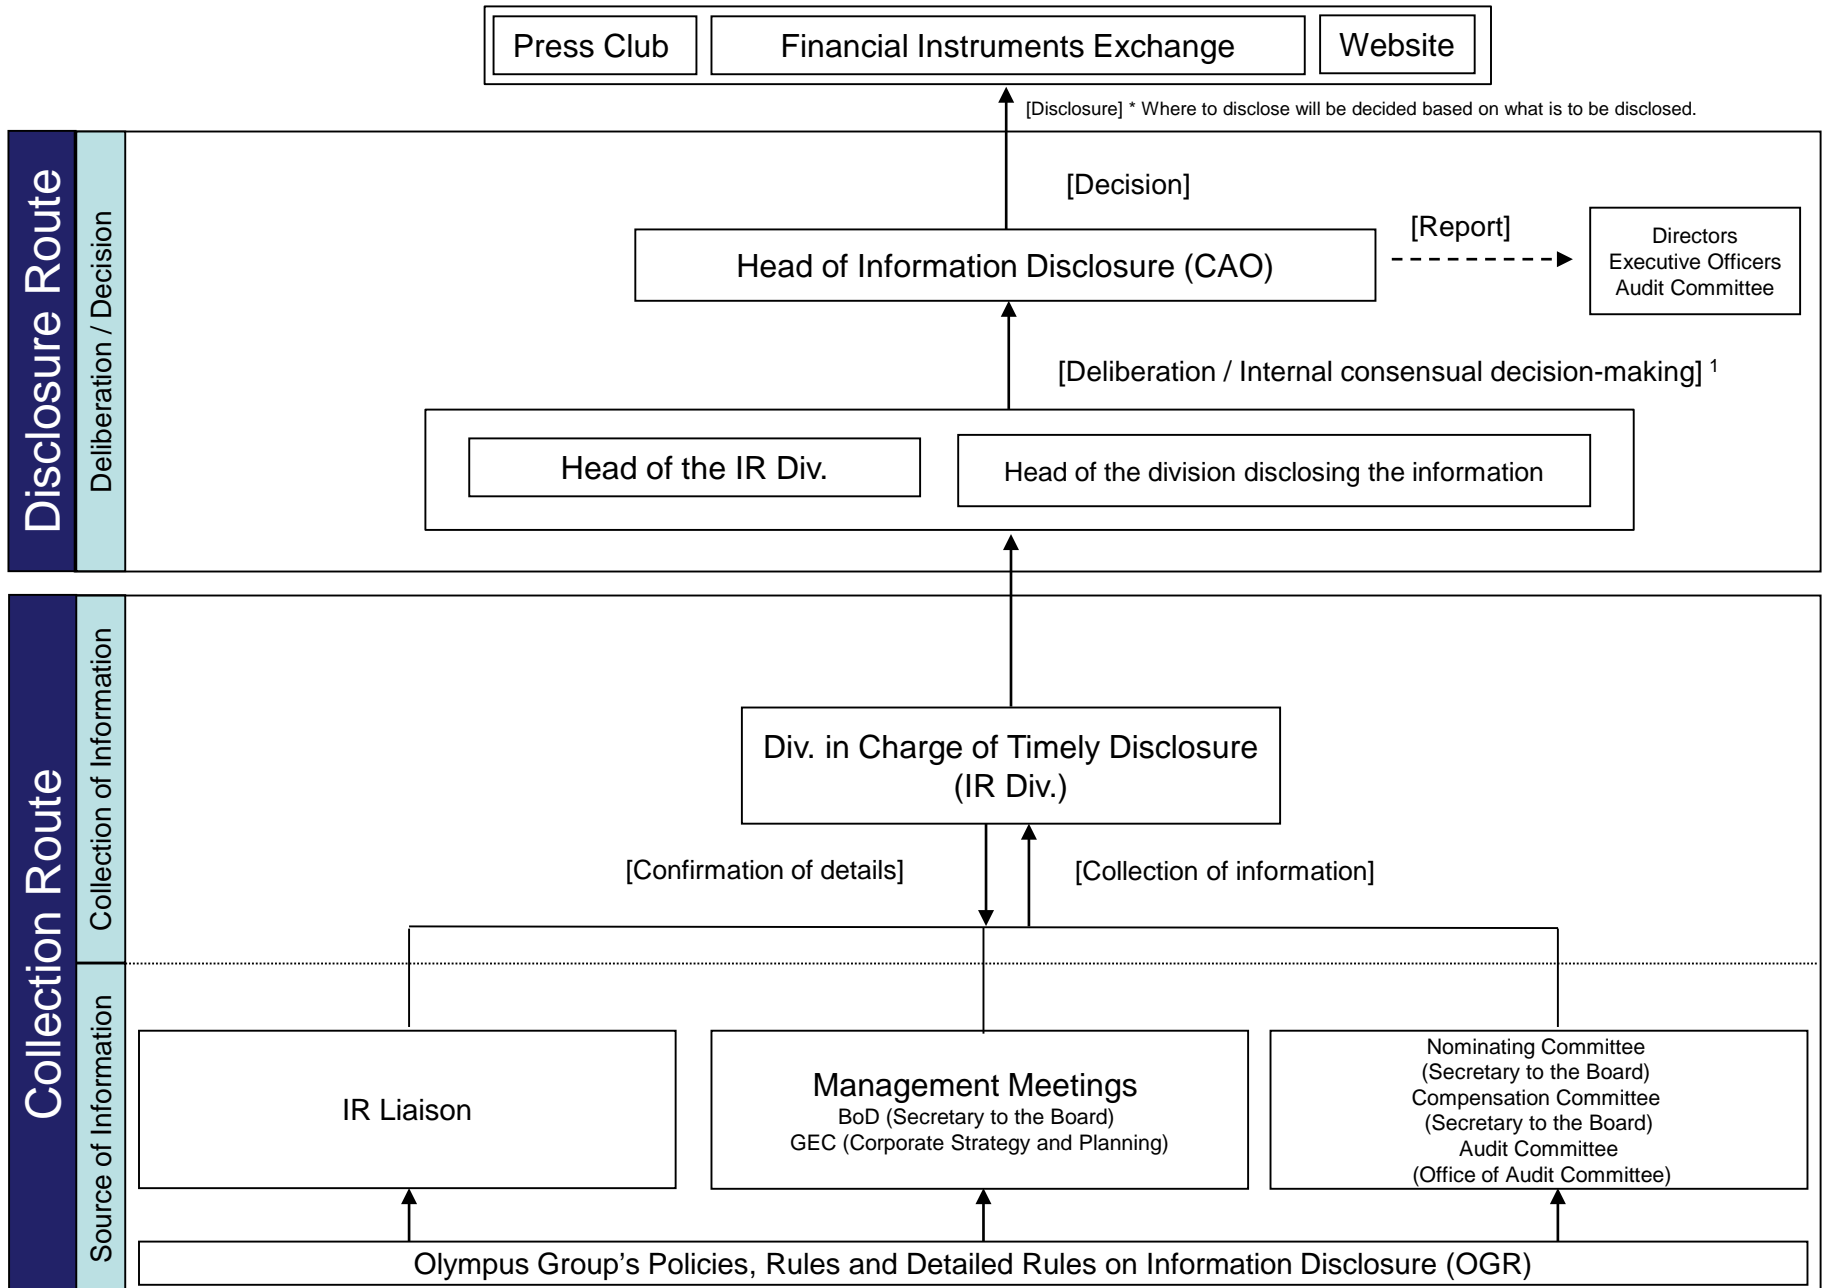 Press Club
Financial Instruments Exchange
Website
[Disclosure] * Where to disclose will be decided based on what is to be disclosed.
Disclosure Route
Deliberation / Decision
[Decision]
Head of Information Disclosure (CAO)
[Report]
Directors
Executive Officers
Audit Committee
[Deliberation / Internal consensual decision-making] 1
Head of the IR Div.
Head of the division disclosing the information
Collection Route
Collection of Information
Div. in Charge of Timely Disclosure
(IR Div.)
[Confirmation of details]
[Collection of information]
Source of Information
IR Liaison
Management Meetings
BoD (Secretary to the Board)
GEC (Corporate Strategy and Planning)
Nominating Committee
(Secretary to the Board)
Compensation Committee
(Secretary to the Board)
Audit Committee
(Office of Audit Committee)
Olympus Group’s Policies, Rules and Detailed Rules on Information Disclosure (OGR)